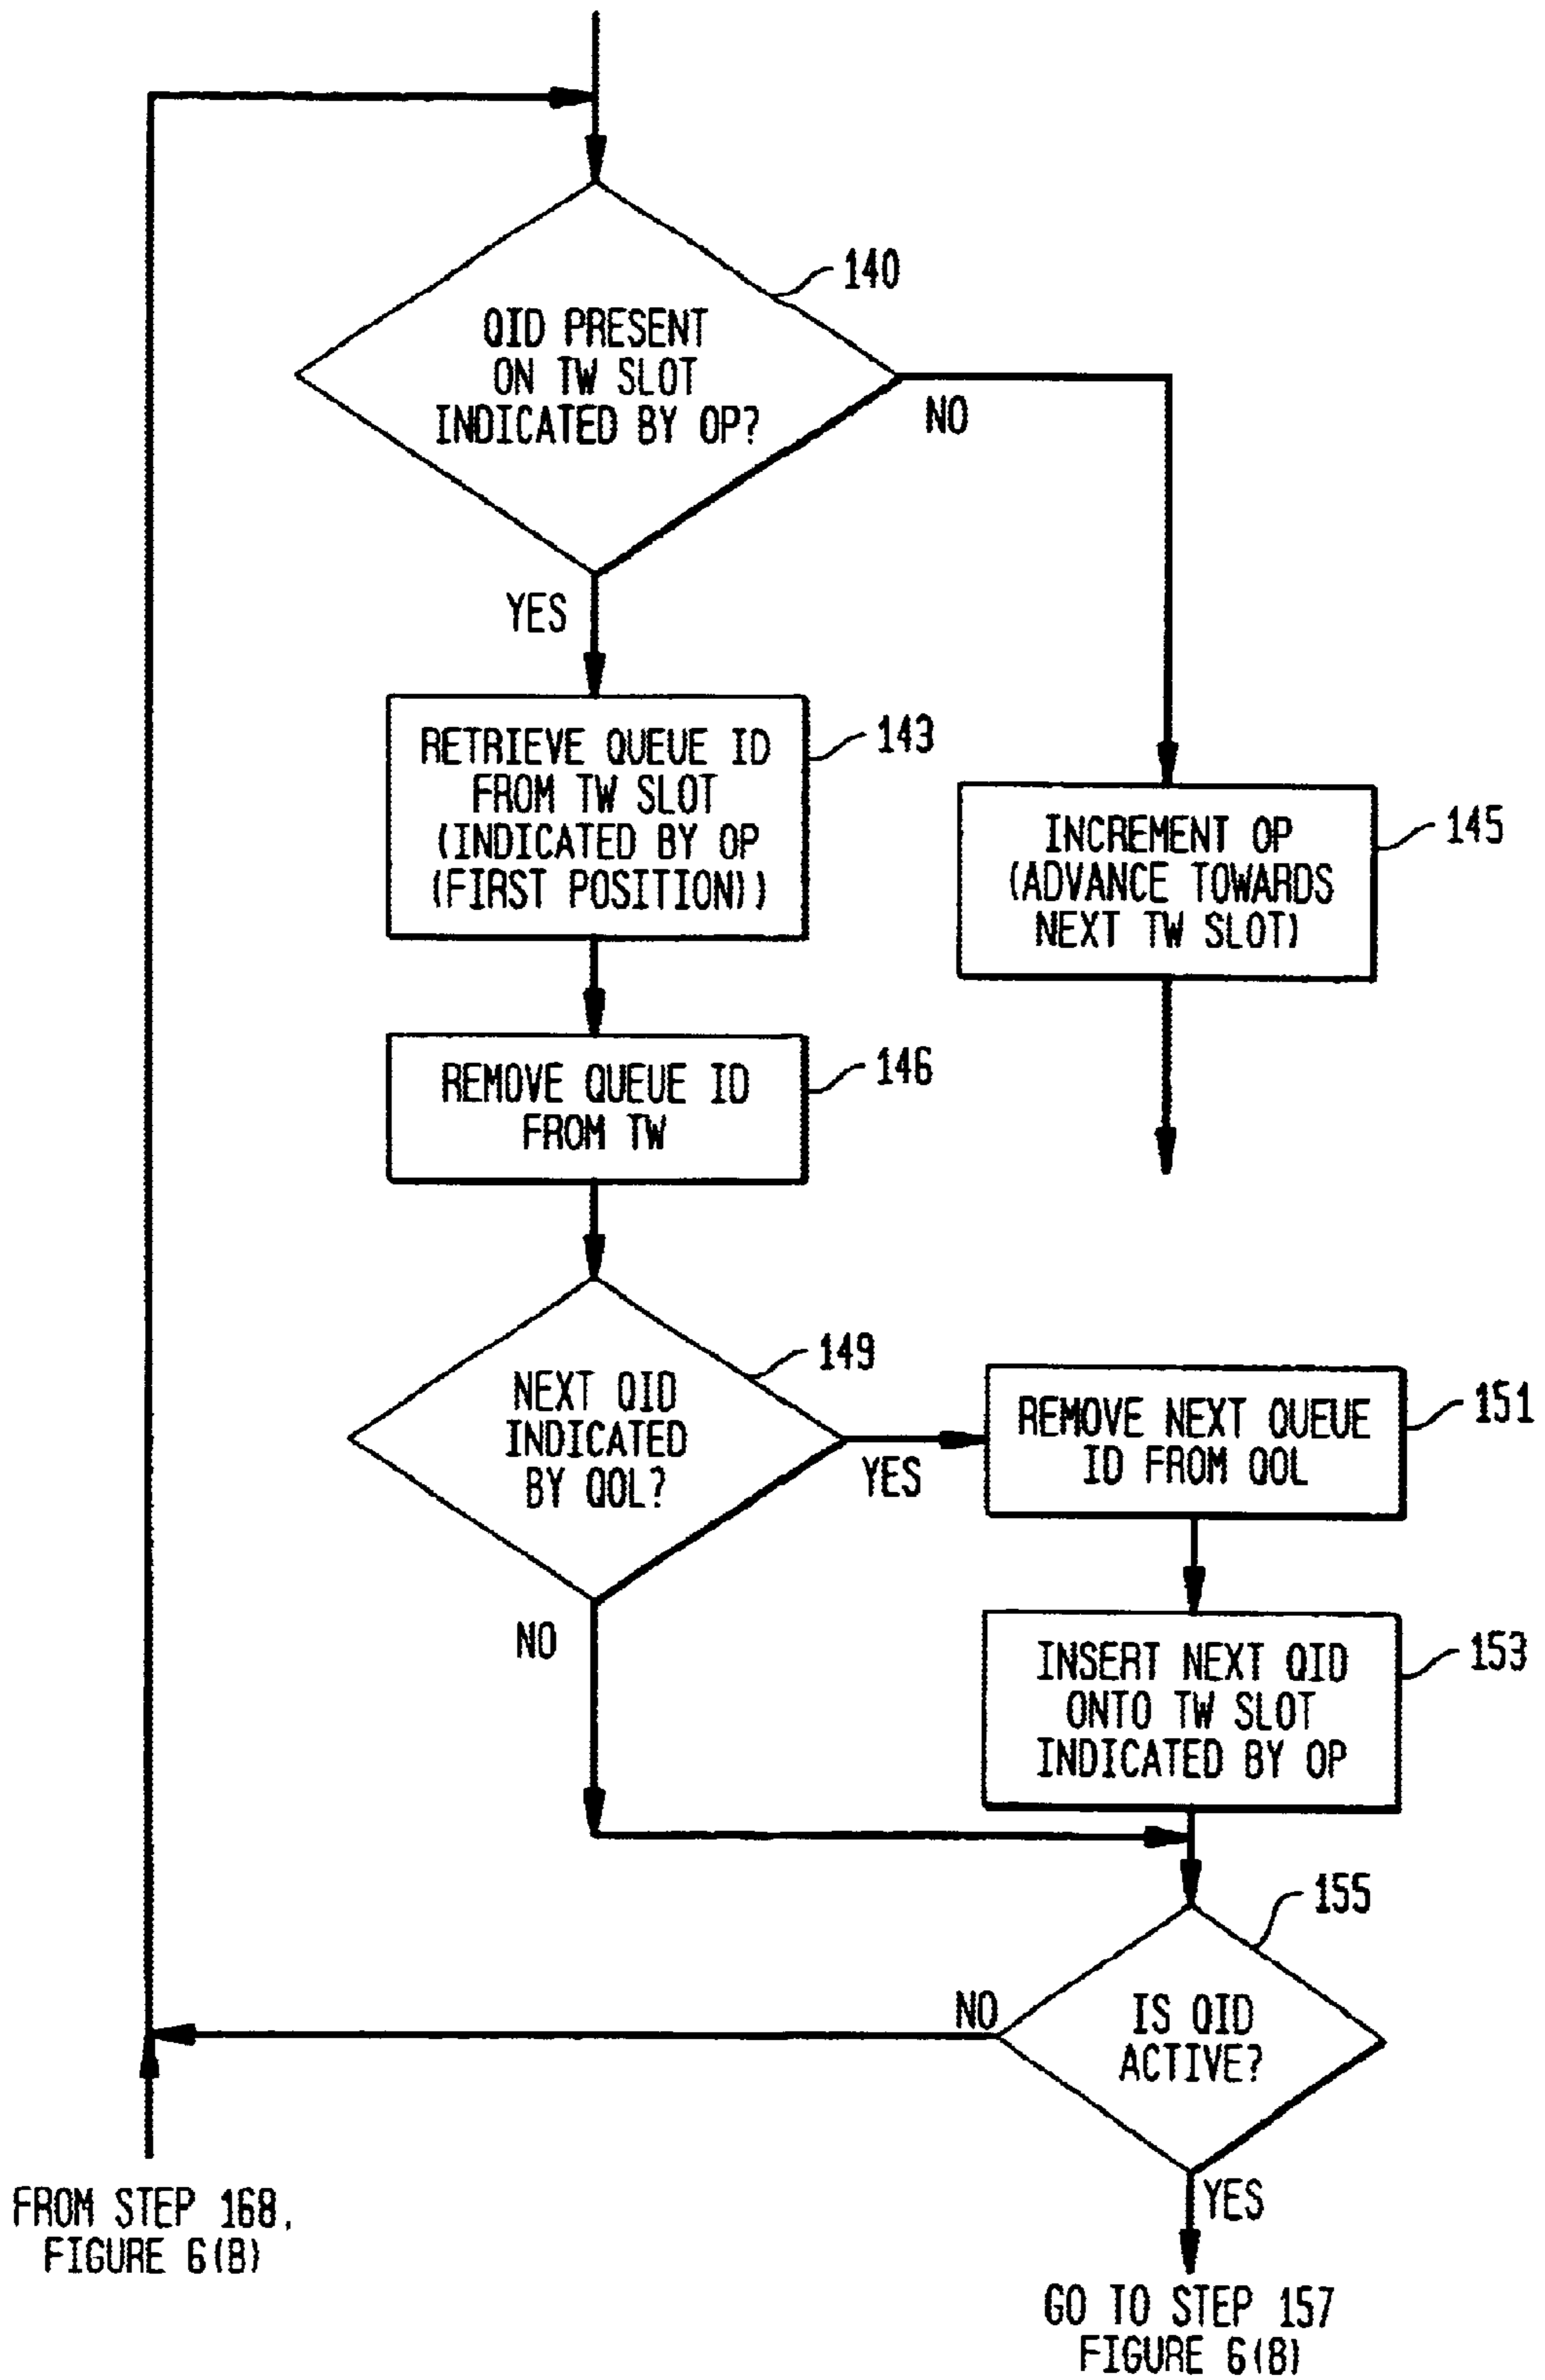 140
QID PRESENT
ON TW SLOT
INDICATED BY OP?
NO
YES
RETRIEVE QUEUE ID
FROM TW SLOT
(INDICATED BY OP
(FIRST POSITION))
143
INCREMENT OP
(ADVANCE TOWARDS
NEXT TW SLOT)
145
REMOVE QUEUE ID
FROM TW
146
149
NEXT QID
INDICATED
BY QOL?
YES
NO
REMOVE NEXT QUEUE
ID FROM QOL
151
INSERT NEXT QID
ONTO TW SLOT
INDICATED BY OP
153
155
IS QID
ACTIVE?
NO
YES
FROM STEP 168,
FIGURE 6(B)
GO TO STEP 157
FIGURE 6(B)